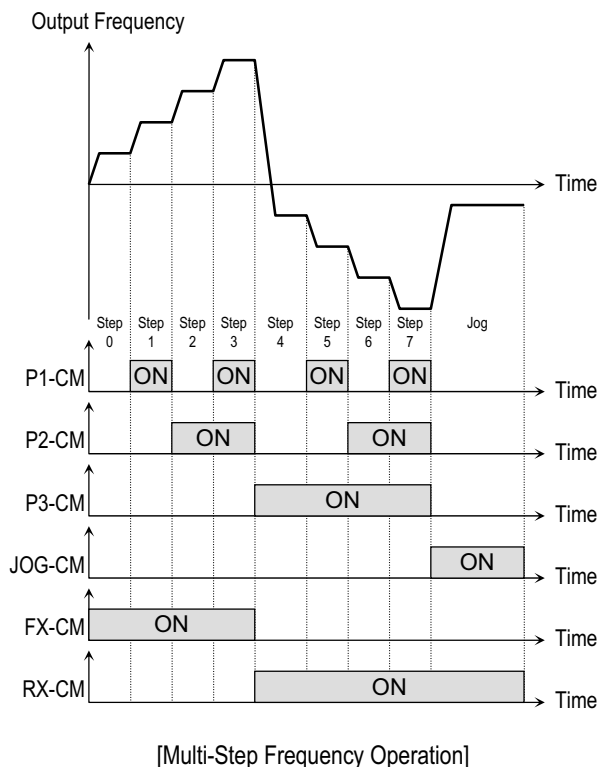 Output Frequency
Time
Step 0
Step 1
Step 2
Step 3
Step 4
Step 5
Step 6
Step 7
Jog
P1-CM
ON
ON
ON
ON
Time
P2-CM
ON
ON
Time
P3-CM
ON
Time
JOG-CM
ON
Time
FX-CM
ON
Time
RX-CM
ON
Time
[Multi-Step Frequency Operation]